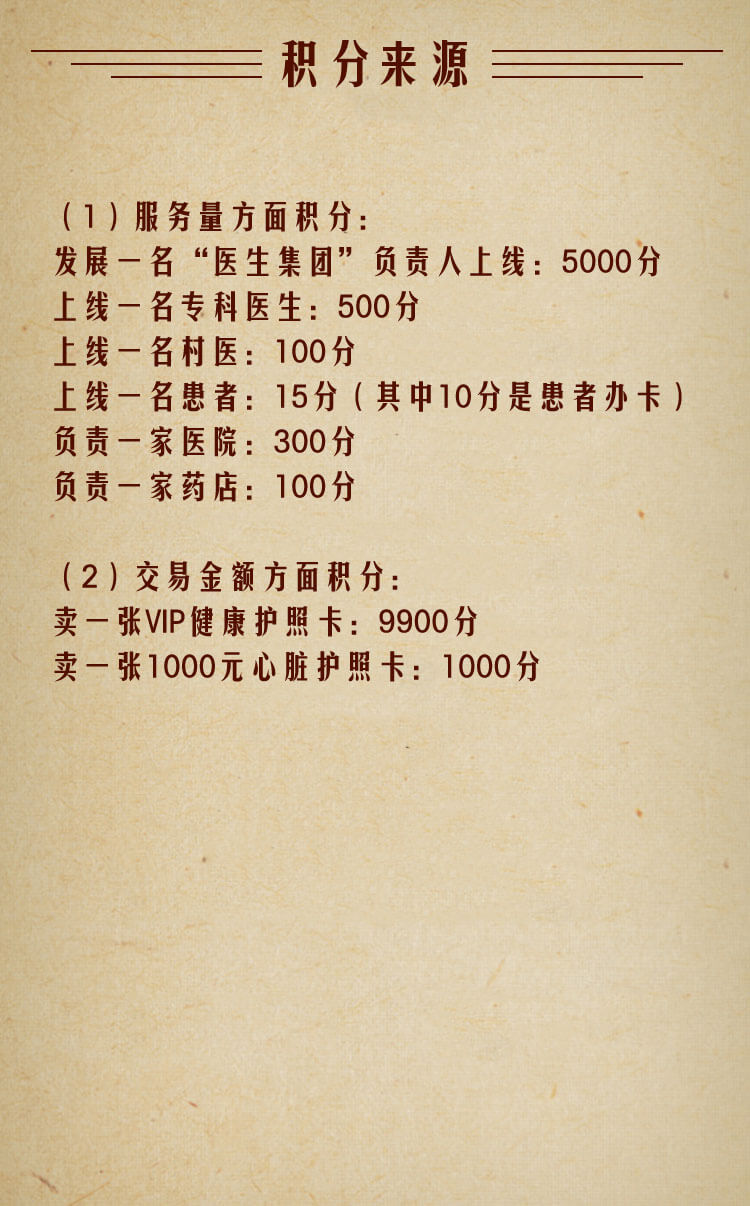 积分来源
（1）服务量方面积分：
发展一名“医生集团”负责人上线：5000分
上线一名专科医生：500分
上线一名村医：100分
上线一名患者：15分（其中10分是患者办卡）
负责一家医院：300分
负责一家药店：100分
（2）交易金额方面积分：
卖一张VIP健康护照卡：9900分
卖一张1000元心脏护照卡：1000分